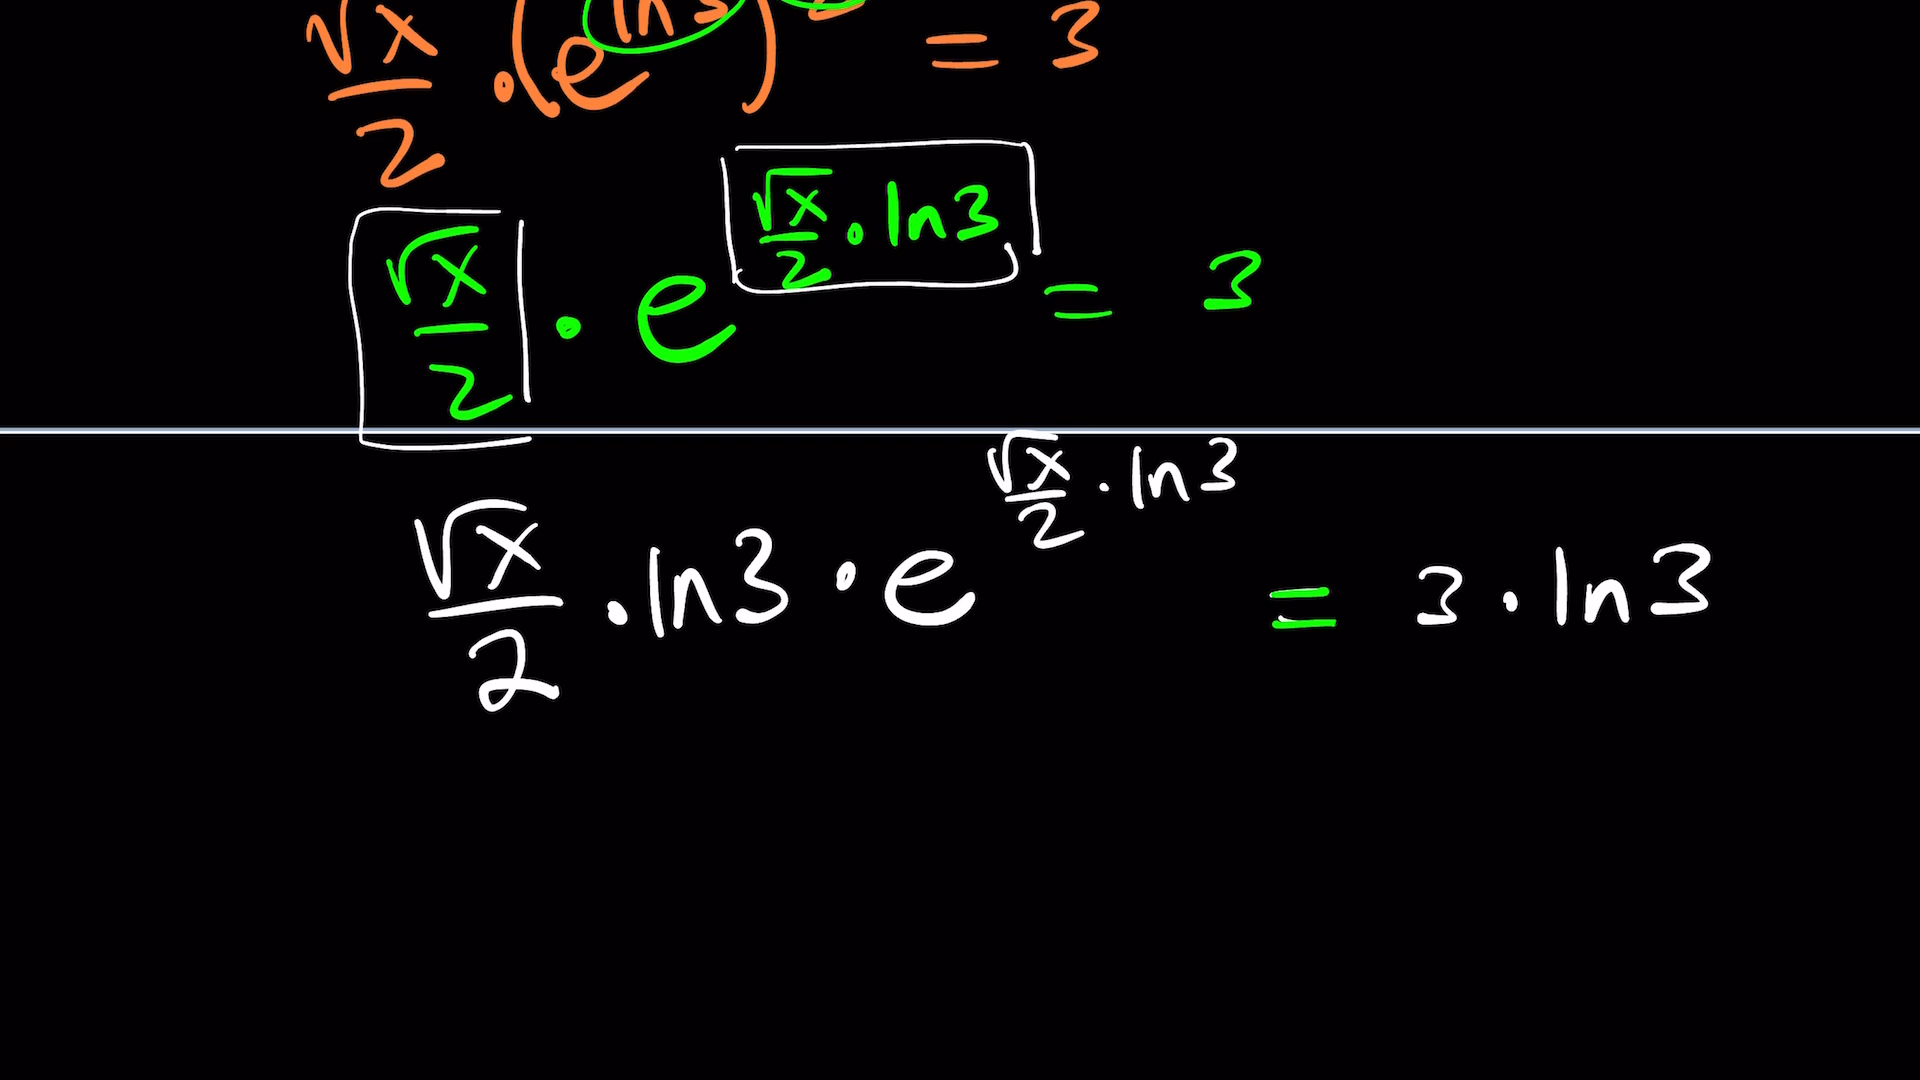 √x/2 · (e^ln3)^ = 3
√x/2 · e^(√x/2 · ln3) = 3
√x/2 · ln3 · e^(√x/2 · ln3) = 3 · ln3